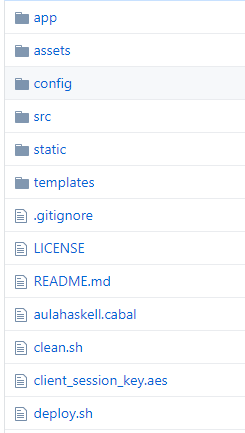 app
assets
config
src
static
templates
.gitignore
LICENSE
README.md
aulahaskell.cabal
clean.sh
client_session_key.aes
deploy.sh